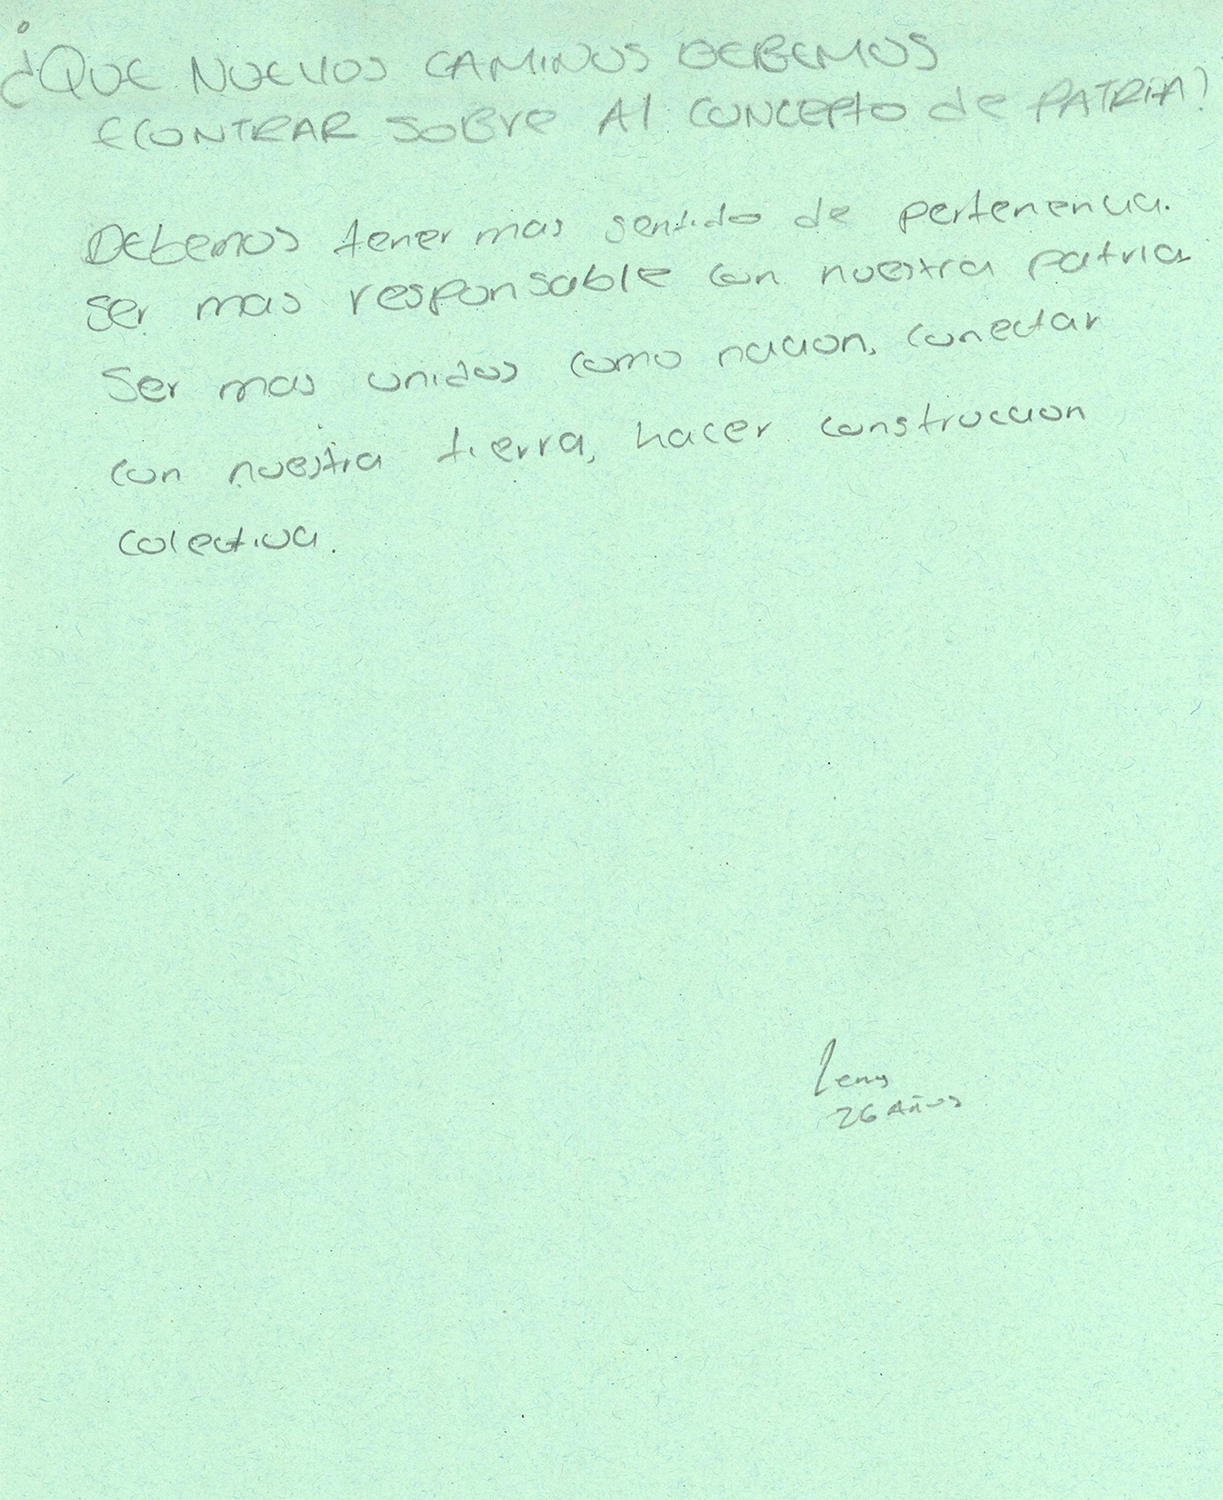 ¿QUE NUEVOS CAMINOS DEBEMOS
ECONTRAR SOBRE Al CONCEPTO de PATRIA?
Debemos tener mas sentido de pertenencia.
Ser mas responsable con nuestra patria.
Ser mas unidos como nacion, conectar
con nuestra tierra, hacer construccion
colectiva.
26 AÑOS